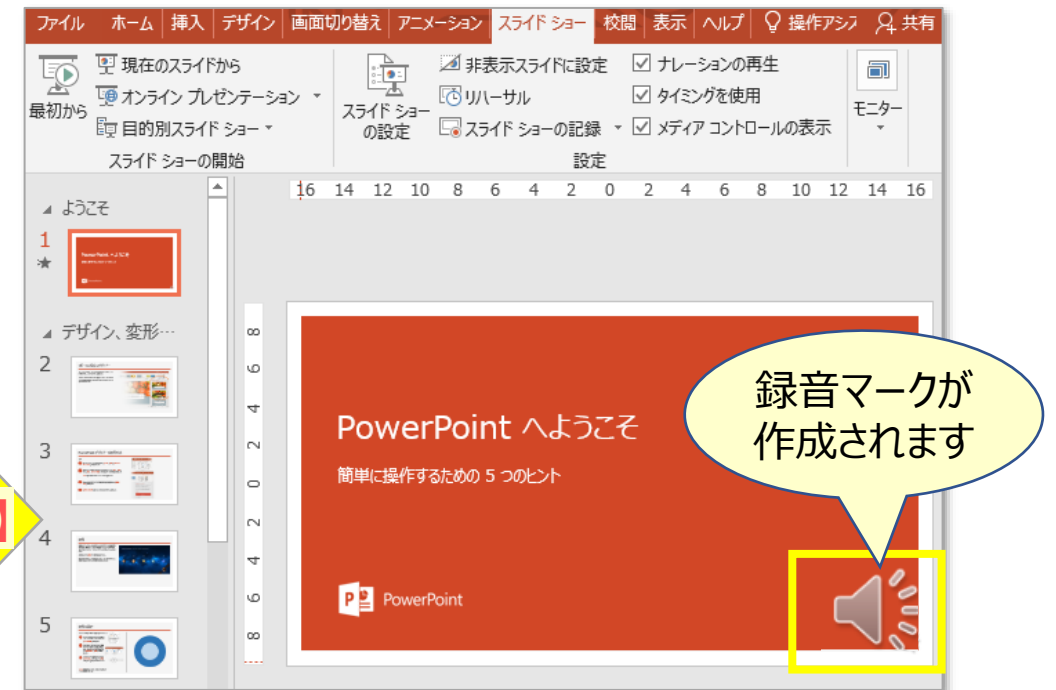 ファイル ホーム 挿入 デザイン 画面切り替え アニメーション スライド ショー 校閲 表示 ヘルプ 操作アシス 共有
最初から
現在のスライドから
オンライン プレゼンテーション
目的別スライド ショー
スライド ショーの開始
スライド ショー
の設定
非表示スライドに設定
リハーサル
スライド ショーの記録
ナレーションの再生
タイミングを使用
メディア コントロールの表示
設定
モニター
16 14 12 10 8 6 4 2 0 2 4 6 8 10 12 14 16
ようこそ
1
デザイン、変形…
2
3
4
5
8
6
4
2
0
2
4
6
8
PowerPoint へようこそ
簡単に操作するための 5 つのヒント
PowerPoint
録音マークが
作成されます